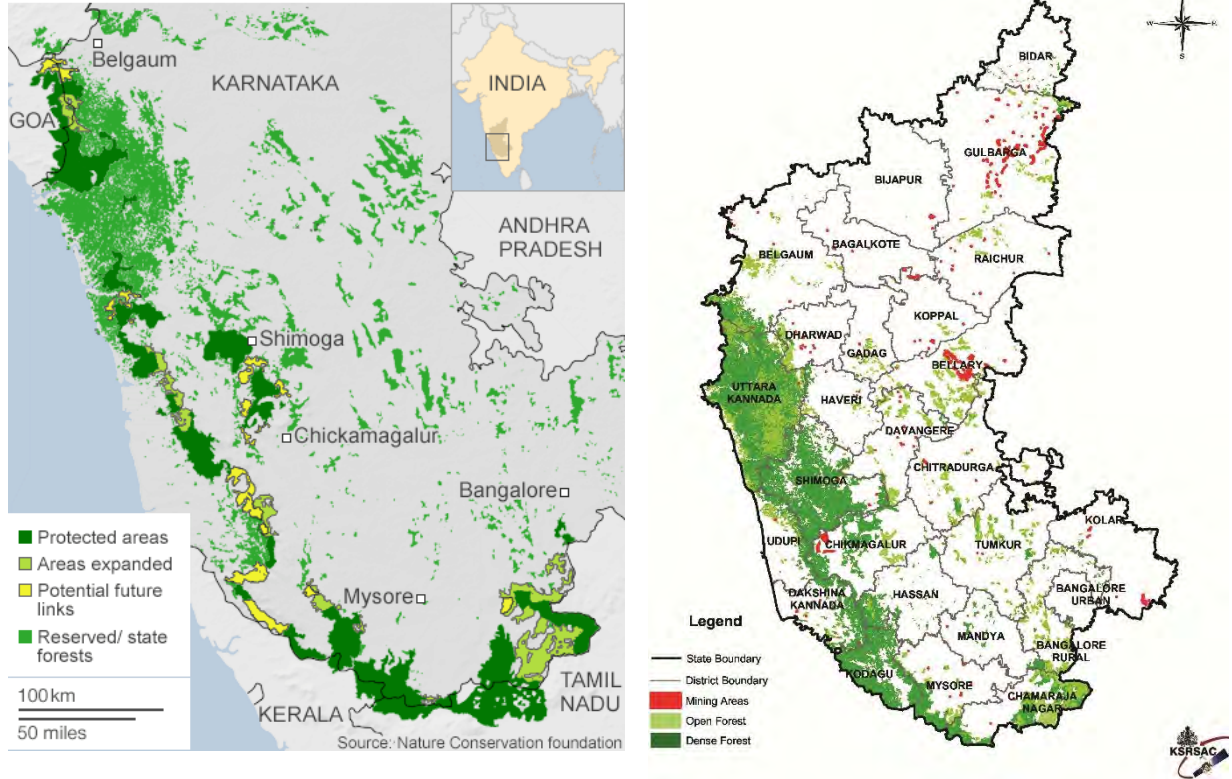 Belgaum
KARNATAKA
INDIA
GOA
ANDHRA
PRADESH
Shimoga
Chickamagalur
Bangalore
Protected areas
Areas expanded
Potential future
links
Reserved/ state
forests
Mysore
100 km
50 miles
KERALA
TAMIL
NADU
Source: Nature Conservation foundation
W
E
S
BIDAR
GULBARGA
BIJAPUR
BAGALKOTE
BELGAUM
RAICHUR
KOPPAL
DHARWAD
GADAG
BELLARY
UTTARA
KANNADA
HAVERI
DAVANGERE
CHITRADURGA
SHIMOGA
KOLAR
UDUPI
CHIKMAGALUR
TUMKUR
DAKSHINA
KANNADA
HASSAN
BANGALORE
URBAN
MANDYA
BANGALORE
RURAL
KODAGU
MYSORE
CHAMARAJA
NAGAR
Legend
State Boundary
District Boundary
Mining Areas
Open Forest
Dense Forest
KSRSAC